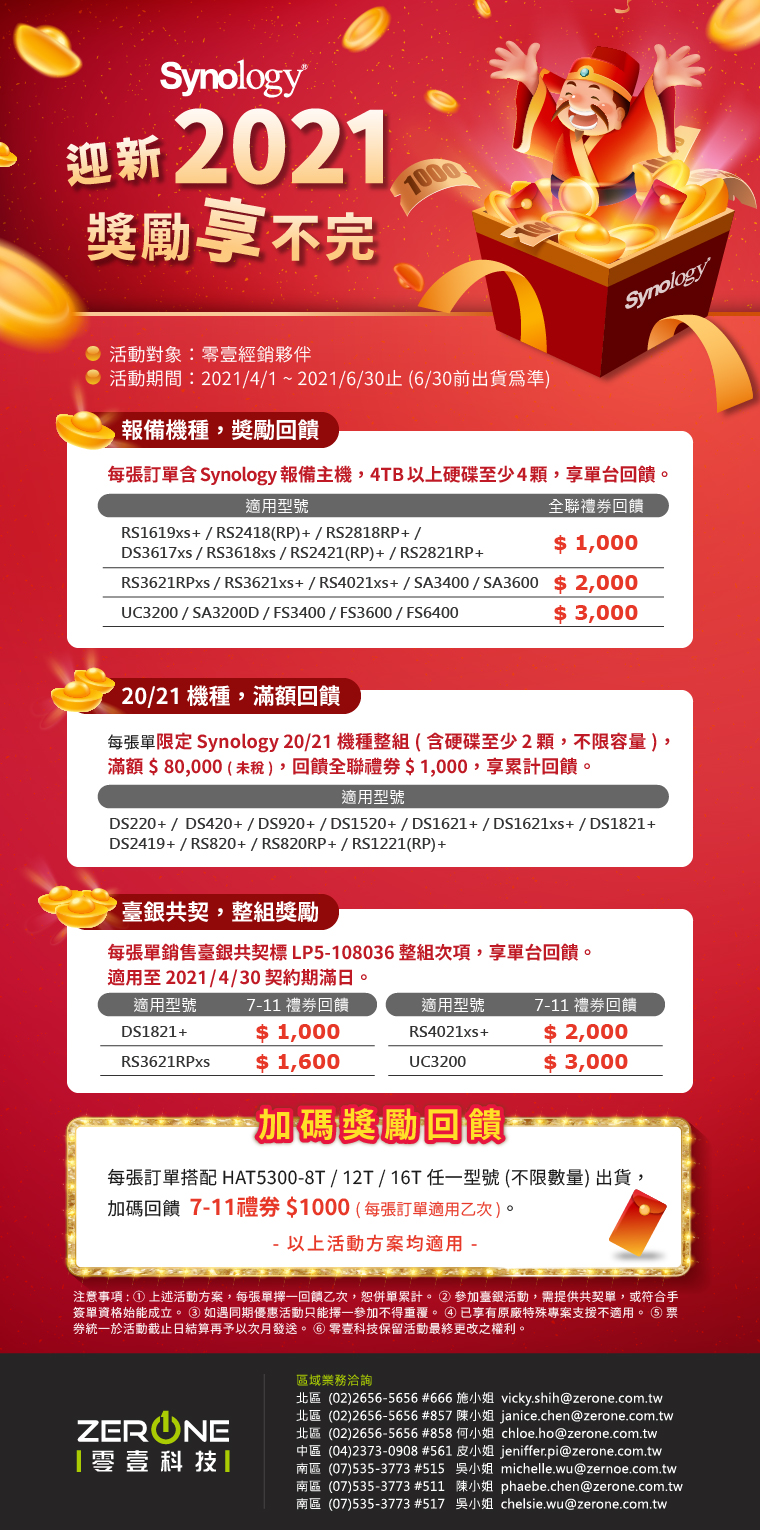 Synology®
迎新2021
獎勵享不完
1000
100
Synology®
活動對象：零壹經銷夥伴
活動期間：2021/4/1 ~ 2021/6/30止 (6/30前出貨為準)
報備機種，獎勵回饋
每張訂單含 Synology 報備主機，4TB 以上硬碟至少 4 顆，享單台回饋。
適用型號 全聯禮券回饋
RS1619xs+ / RS2418(RP)+ / RS2818RP+ /
DS3617xs / RS3618xs / RS2421(RP)+ / RS2821RP+
$ 1,000
RS3621RPxs / RS3621xs+ / RS4021xs+ / SA3400 / SA3600 $ 2,000
UC3200 / SA3200D / FS3400 / FS3600 / FS6400 $ 3,000
20/21 機種，滿額回饋
每張單限定 Synology 20/21 機種整組 ( 含硬碟至少 2 顆，不限容量 )，
滿額 $ 80,000 ( 未稅 )，回饋全聯禮券 $ 1,000，享累計回饋。
適用型號
DS220+ / DS420+ / DS920+ / DS1520+ / DS1621+ / DS1621xs+ / DS1821+
DS2419+ / RS820+ / RS820RP+ / RS1221(RP)+
臺銀共契，整組獎勵
每張單銷售臺銀共契標 LP5-108036 整組次項，享單台回饋。
適用至 2021/4/30 契約期滿日。
適用型號 7-11 禮券回饋 適用型號 7-11 禮券回饋
DS1821+ $ 1,000 RS4021xs+ $ 2,000
RS3621RPxs $ 1,600 UC3200 $ 3,000
加碼獎勵回饋
每張訂單搭配 HAT5300-8T / 12T / 16T 任一型號 (不限數量) 出貨，
加碼回饋 7-11禮券 $1000 ( 每張訂單適用乙次 )。
- 以上活動方案均適用 -
注意事項 : ① 上述活動方案，每張單擇一回饋乙次，恕併單累計。 ② 參加臺銀活動，需提供共契單，或符合手
簽單資格始能成立。 ③ 如遇同期優惠活動只能擇一參加不得重覆。 ④ 已享有原廠特殊專案支援不適用。 ⑤ 票
券統一於活動截止日結算再予以次月發送。 ⑥ 零壹科技保留活動最終更改之權利。
ZERONE
零壹科技
區域業務洽詢
北區 (02)2656-5656 #666 施小姐 vicky.shih@zerone.com.tw
北區 (02)2656-5656 #857 陳小姐 janice.chen@zerone.com.tw
北區 (02)2656-5656 #858 何小姐 chloe.ho@zerone.com.tw
中區 (04)2373-0908 #561 皮小姐 jeniffer.pi@zerone.com.tw
南區 (07)535-3773 #515 吳小姐 michelle.wu@zernoe.com.tw
南區 (07)535-3773 #511 陳小姐 phaebe.chen@zerone.com.tw
南區 (07)535-3773 #517 吳小姐 chelsie.wu@zerone.com.tw